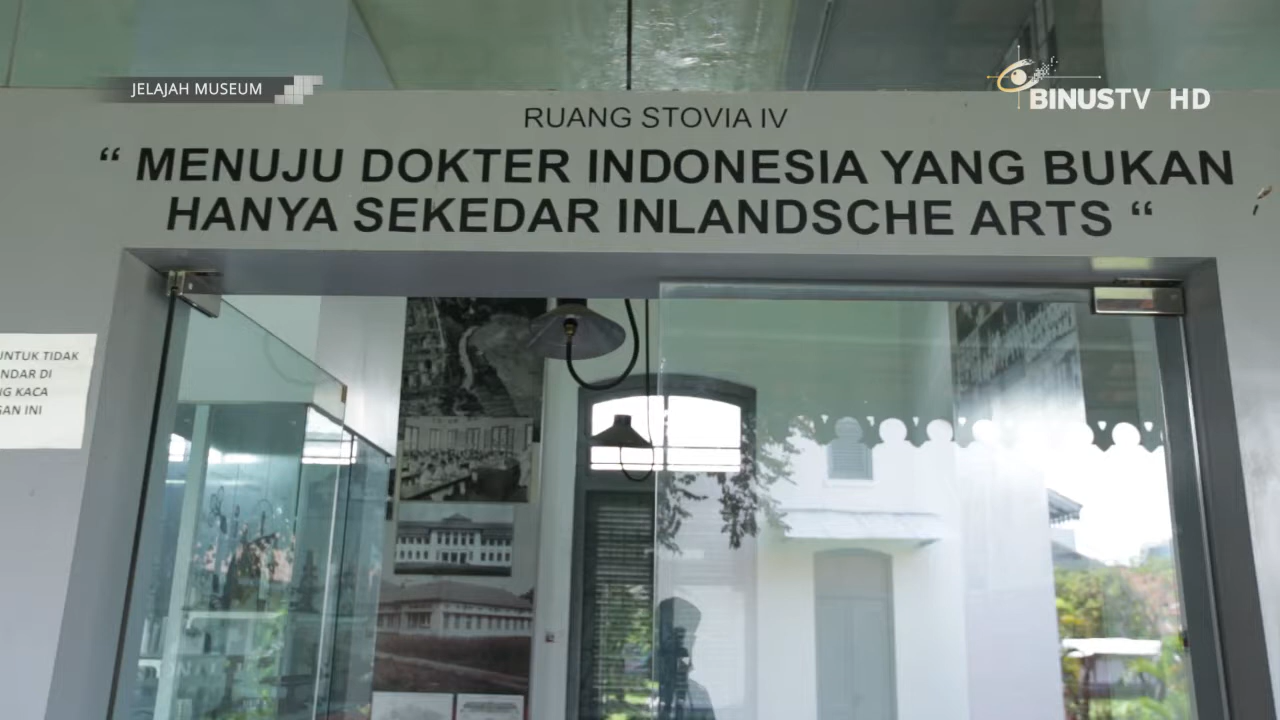 JELAJAH MUSEUM
BINUSTV HD
RUANG STOVIA IV
“ MENUJU DOKTER INDONESIA YANG BUKAN
HANYA SEKEDAR INLANDSCHE ARTS “
UNTUK TIDAK
NDAR DI
G KACA
AN INI